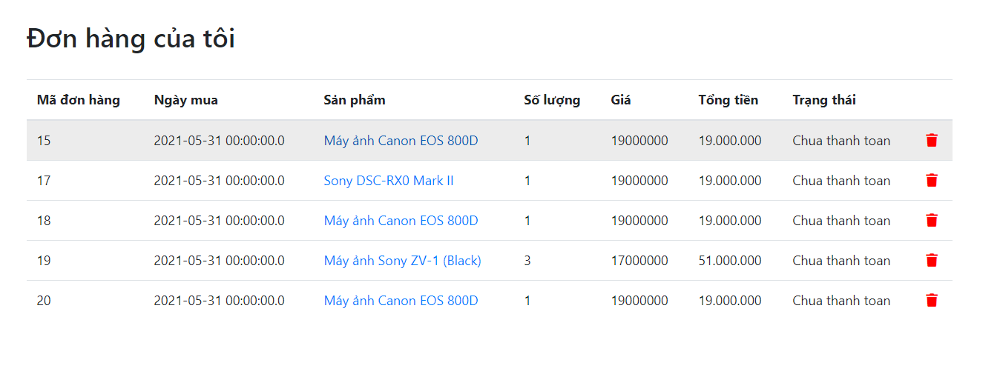 Đơn hàng của tôi
Mã đơn hàng Ngày mua Sản phẩm Số lượng Giá Tổng tiền Trạng thái
15 2021-05-31 00:00:00.0 Máy ảnh Canon EOS 800D 1 19000000 19.000.000 Chua thanh toan
17 2021-05-31 00:00:00.0 Sony DSC-RX0 Mark II 1 19000000 19.000.000 Chua thanh toan
18 2021-05-31 00:00:00.0 Máy ảnh Canon EOS 800D 1 19000000 19.000.000 Chua thanh toan
19 2021-05-31 00:00:00.0 Máy ảnh Sony ZV-1 (Black) 3 17000000 51.000.000 Chua thanh toan
20 2021-05-31 00:00:00.0 Máy ảnh Canon EOS 800D 1 19000000 19.000.000 Chua thanh toan